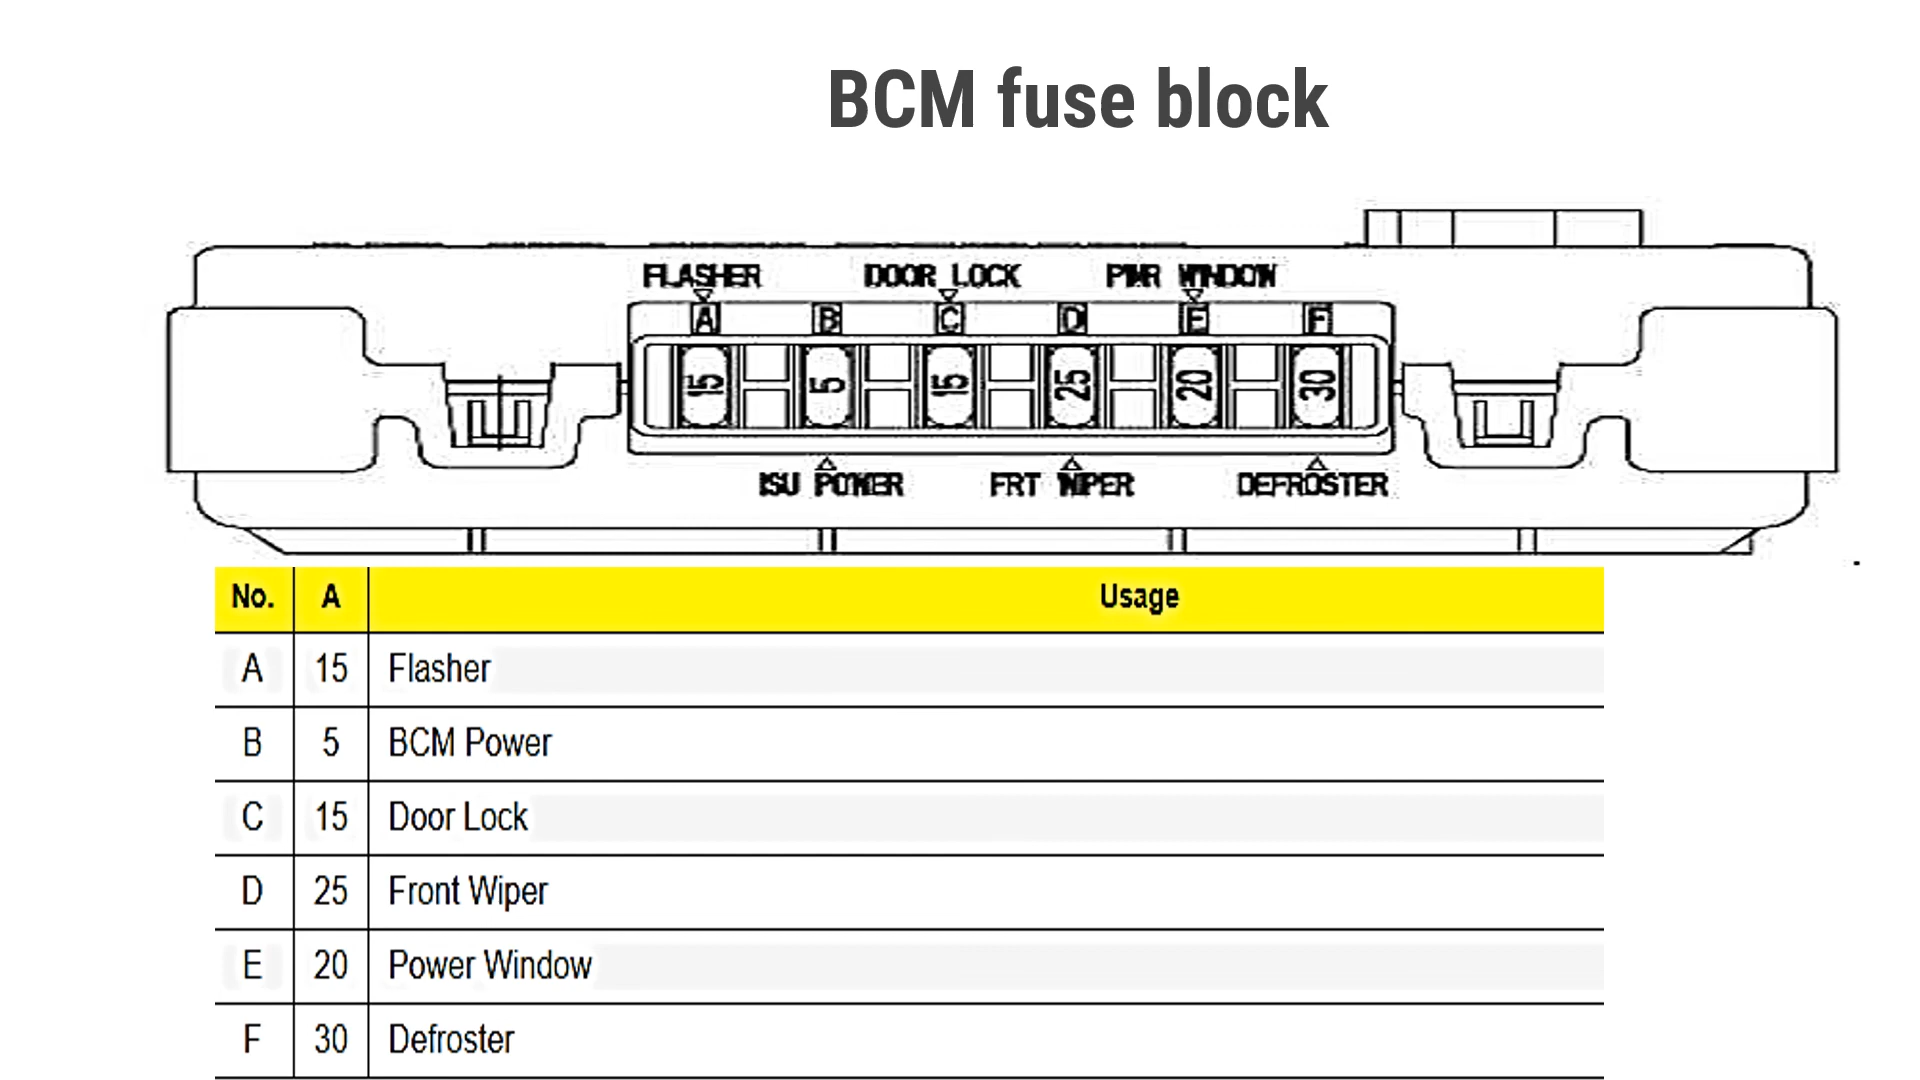 BCM fuse block
FLASHER DOOR LOCK PWR WINDOW
A B C D E F
15 5 15 25 20 30
ISU POWER FRT WIPER DEFROSTER
No. A Usage
A 15 Flasher
B 5 BCM Power
C 15 Door Lock
D 25 Front Wiper
E 20 Power Window
F 30 Defroster